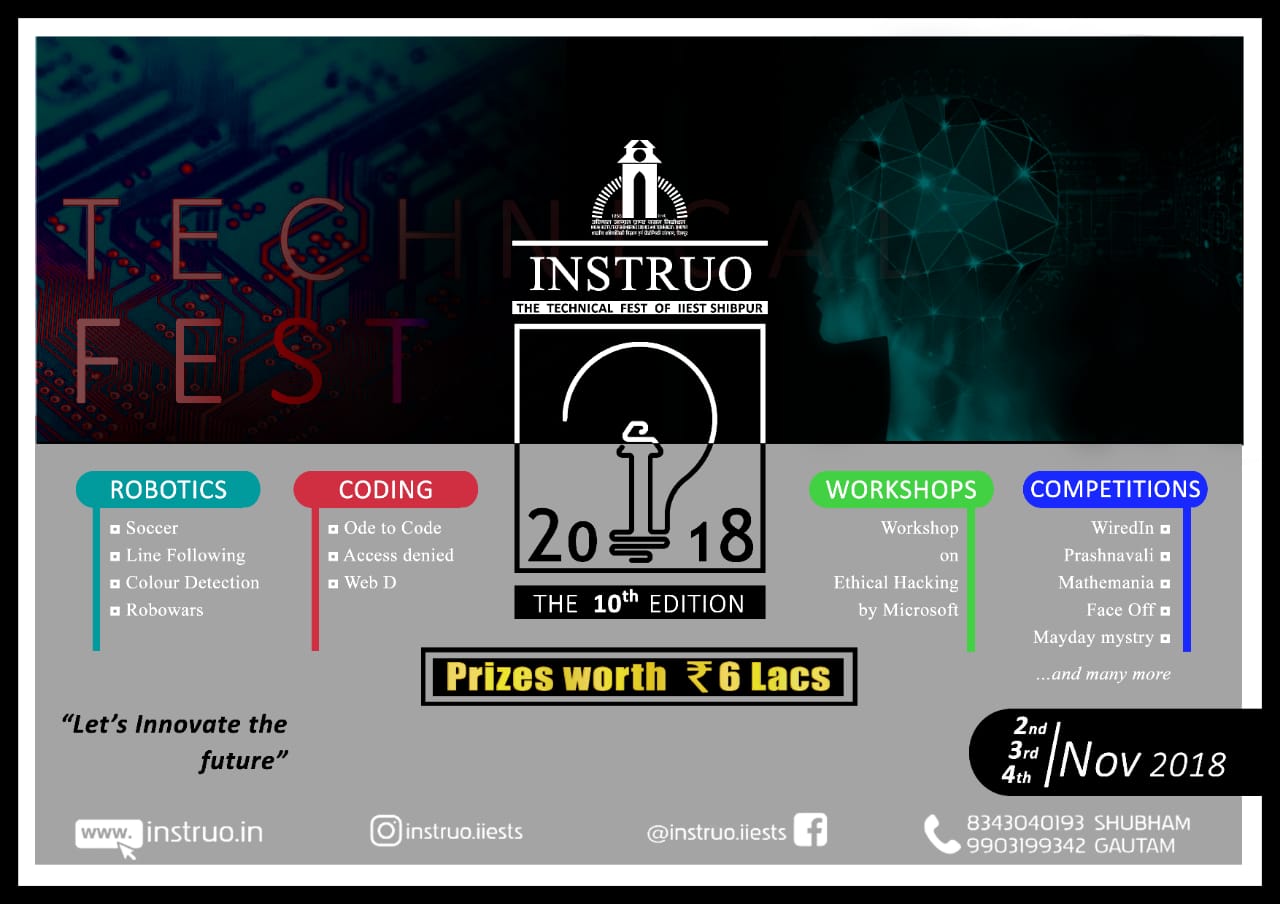 TECHNICAL
FEST
INSTRUO
THE TECHNICAL FEST OF IIEST SHIBPUR
2018
THE 10th EDITION
ROBOTICS
Soccer
Line Following
Colour Detection
Robowars
CODING
Ode to Code
Access denied
Web D
WORKSHOPS
Workshop
on
Ethical Hacking
by Microsoft
COMPETITIONS
WiredIn
Prashnavali
Mathemania
Face Off
Mayday mystry
...and many more
Prizes worth ₹ 6 Lacs
“Let’s Innovate the
future”
2nd
3rd
4th
Nov 2018
www. instruo.in
instruo.iiests
@instruo.iiests
8343040193 SHUBHAM
9903199342 GAUTAM